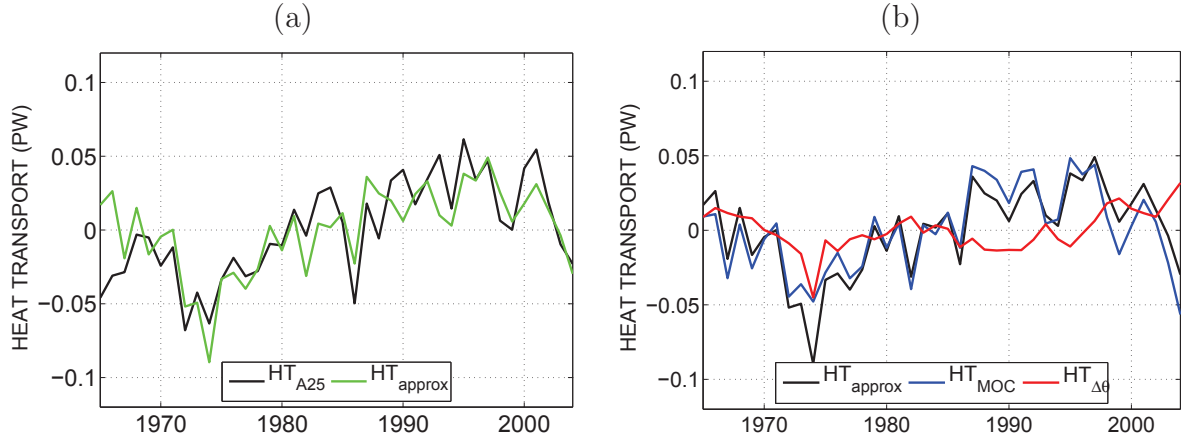 (a)
HEAT TRANSPORT (PW)
0.1
0.05
0
−0.05
−0.1
1970 1980 1990 2000
HT_A25 HT_approx
(b)
HEAT TRANSPORT (PW)
0.1
0.05
0
−0.05
−0.1
1970 1980 1990 2000
HT_approx HT_MOC HT_Δθ